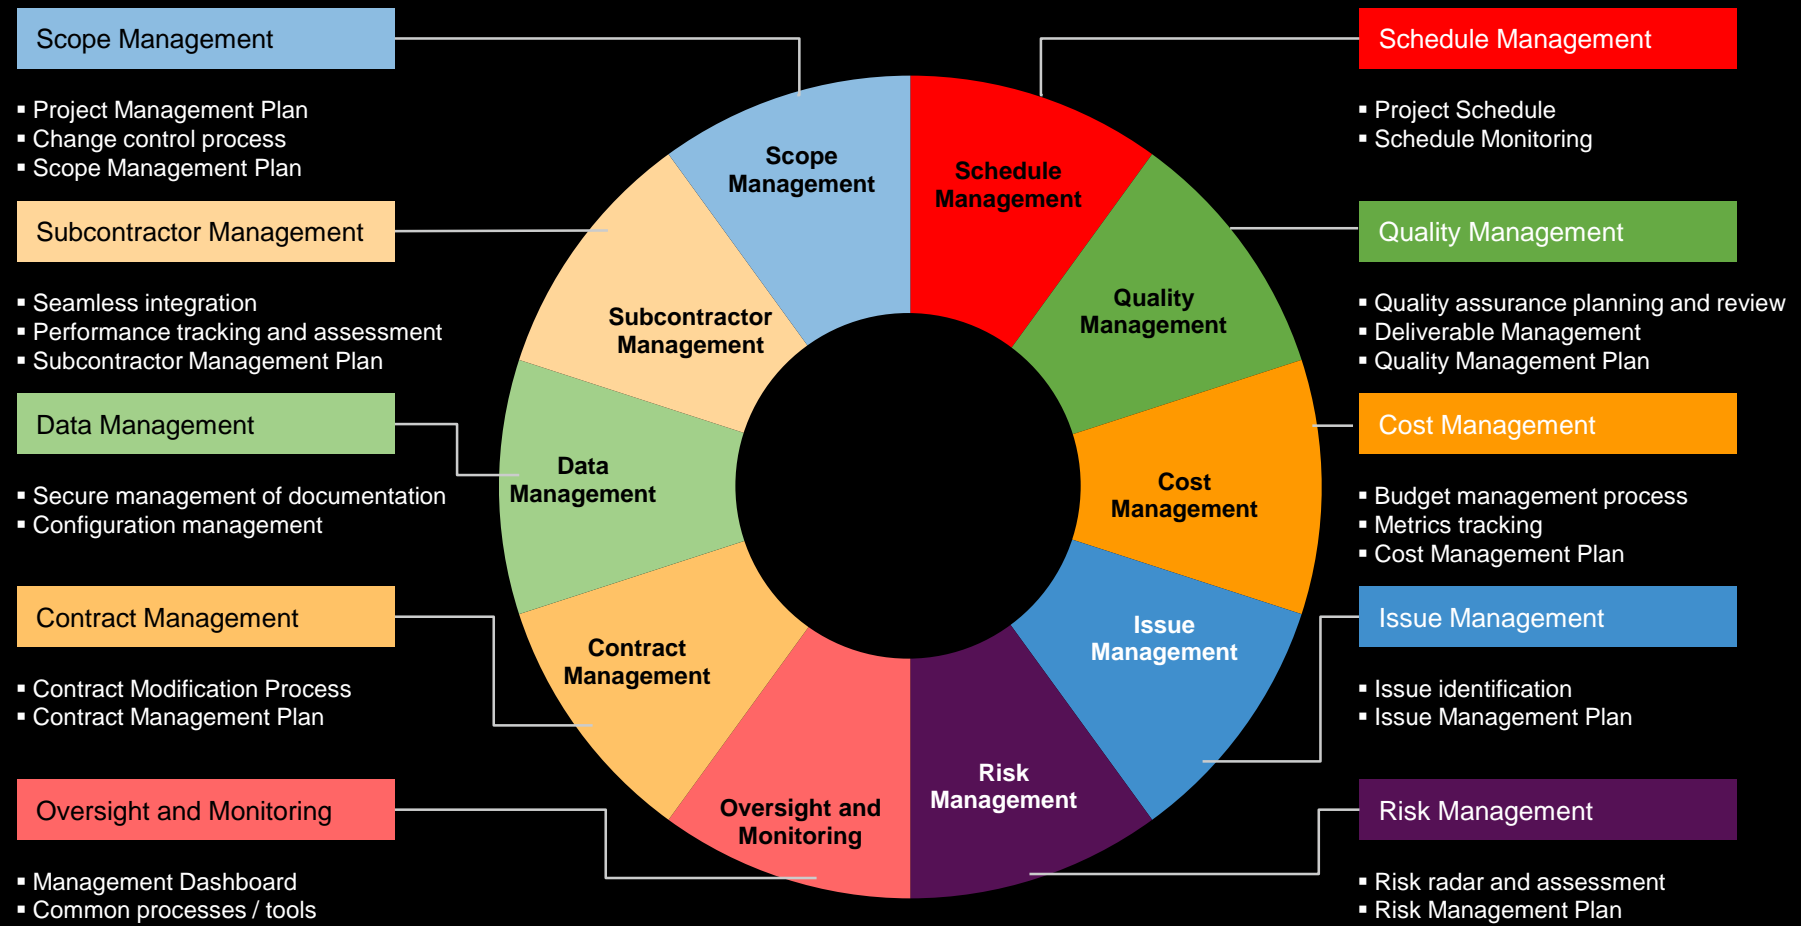 Scope Management
▪ Project Management Plan
▪ Change control process
▪ Scope Management Plan
Subcontractor Management
▪ Seamless integration
▪ Performance tracking and assessment
▪ Subcontractor Management Plan
Data Management
▪ Secure management of documentation
▪ Configuration management
Contract Management
▪ Contract Modification Process
▪ Contract Management Plan
Oversight and Monitoring
▪ Management Dashboard
▪ Common processes / tools
Scope
Management
Schedule
Management
Subcontractor
Management
Quality
Management
Data
Management
Cost
Management
Contract
Management
Issue
Management
Oversight and
Monitoring
Risk
Management
Schedule Management
▪ Project Schedule
▪ Schedule Monitoring
Quality Management
▪ Quality assurance planning and review
▪ Deliverable Management
▪ Quality Management Plan
Cost Management
▪ Budget management process
▪ Metrics tracking
▪ Cost Management Plan
Issue Management
▪ Issue identification
▪ Issue Management Plan
Risk Management
▪ Risk radar and assessment
▪ Risk Management Plan